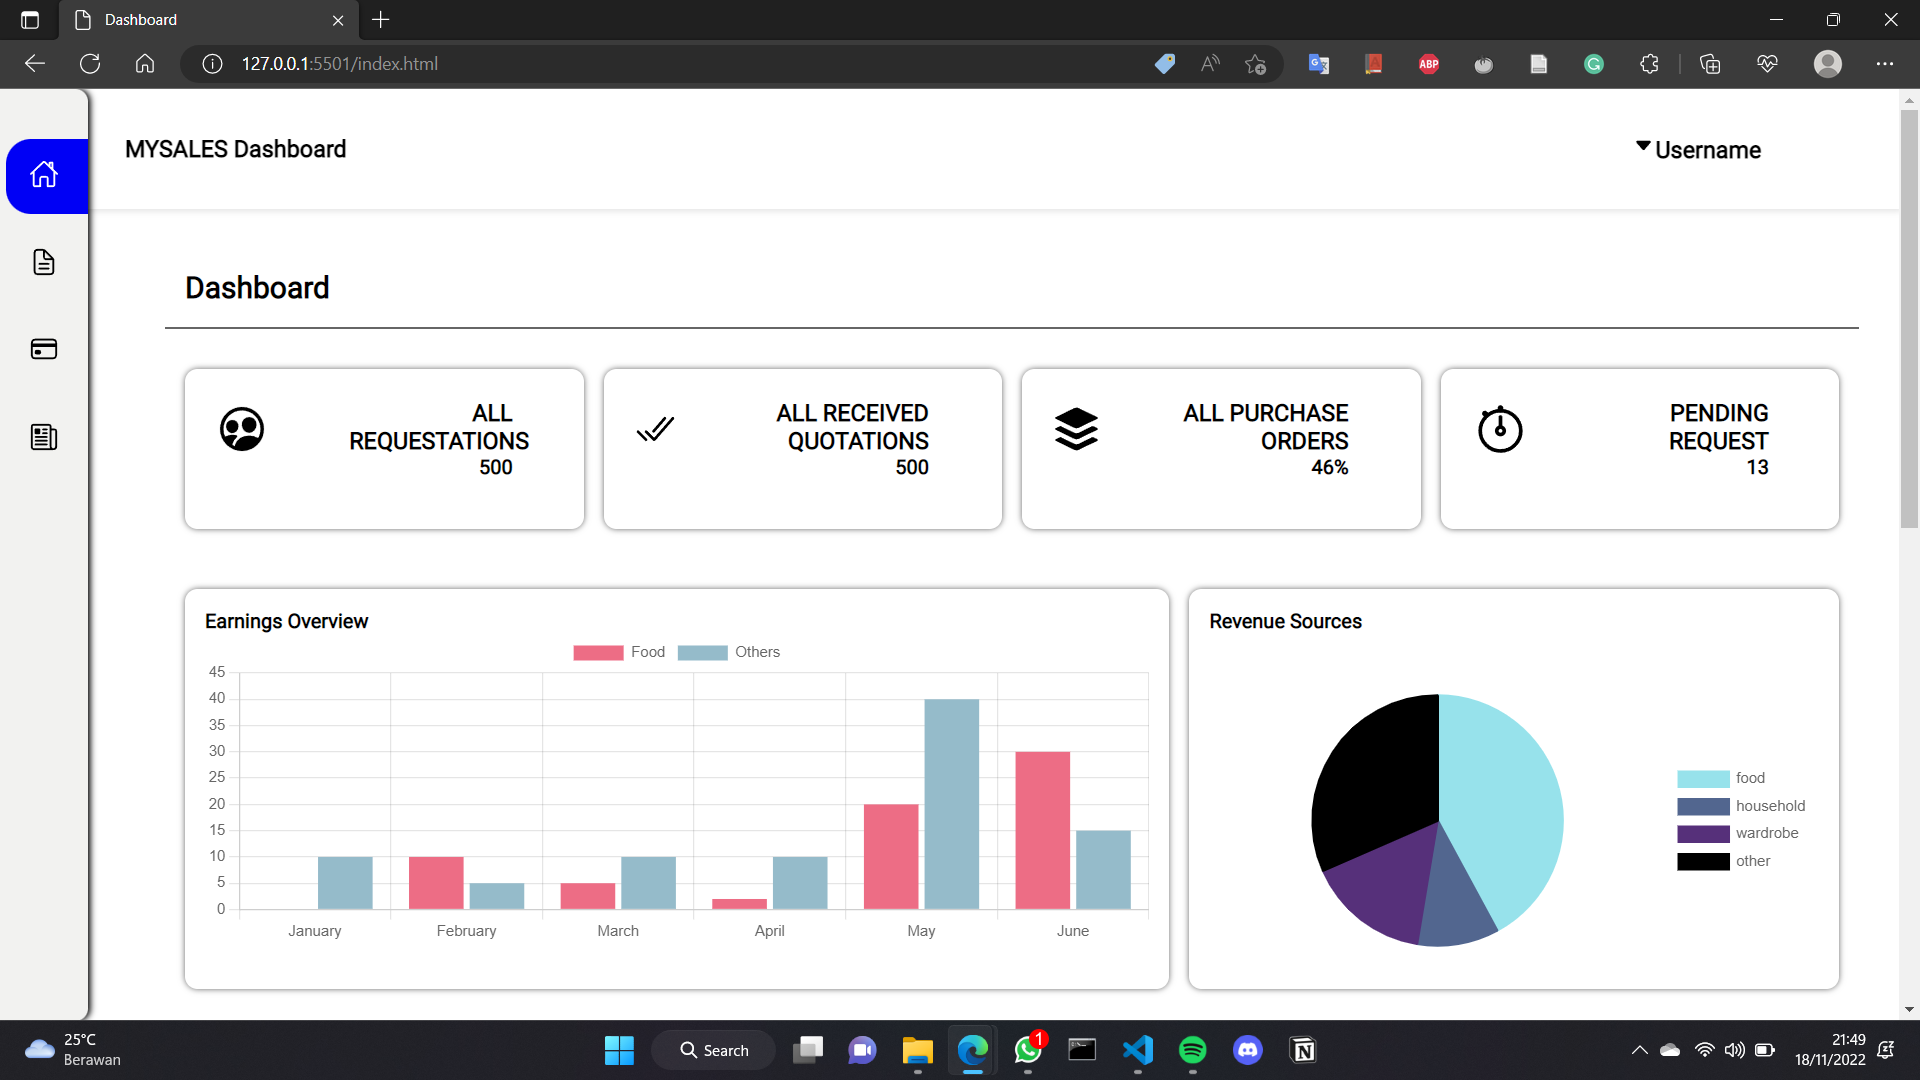 Dashboard
127.0.0.1:5501/index.html
ABP
MYSALES Dashboard
Username
Dashboard
ALL
REQUESTATIONS
500
ALL RECEIVED
QUOTATIONS
500
ALL PURCHASE
ORDERS
46%
PENDING
REQUEST
13
Earnings Overview
Food
Others
45
40
35
30
25
20
15
10
5
0
January
February
March
April
May
June
Revenue Sources
food
household
wardrobe
other
25°C
Berawan
Search
1
21:49
18/11/2022